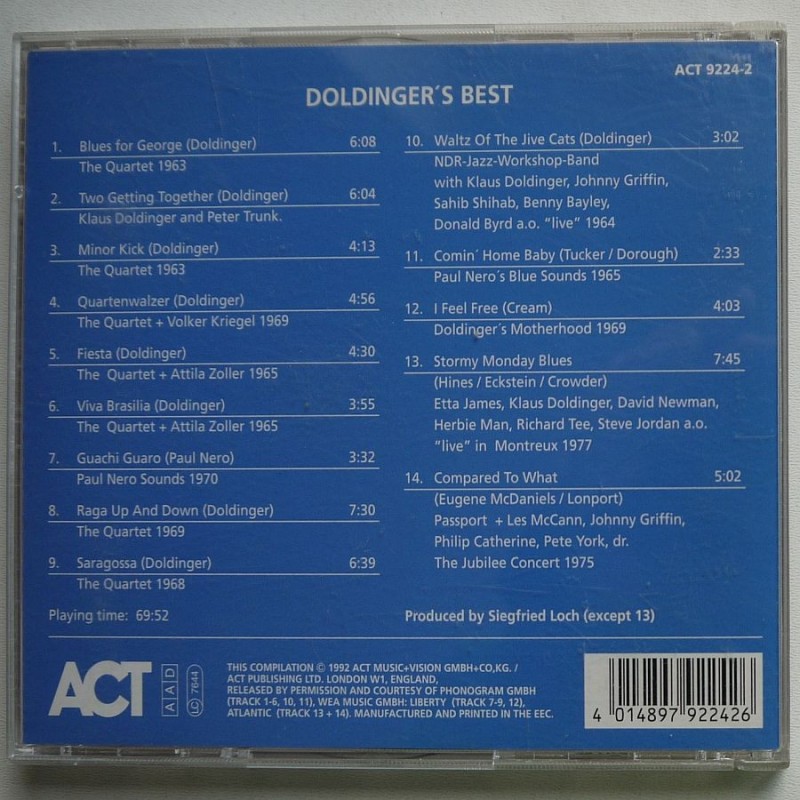 ACT 9224-2
DOLDINGER´S BEST
1. Blues for George (Doldinger) 6:08
The Quartet 1963
2. Two Getting Together (Doldinger) 6:04
Klaus Doldinger and Peter Trunk.
3. Minor Kick (Doldinger) 4:13
The Quartet 1963
4. Quartenwalzer (Doldinger) 4:56
The Quartet + Volker Kriegel 1969
5. Fiesta (Doldinger) 4:30
The Quartet + Attila Zoller 1965
6. Viva Brasilia (Doldinger) 3:55
The Quartet + Attila Zoller 1965
7. Guachi Guaro (Paul Nero) 3:32
Paul Nero Sounds 1970
8. Raga Up And Down (Doldinger) 7:30
The Quartet 1969
9. Saragossa (Doldinger) 6:39
The Quartet 1968
Playing time: 69:52
10. Waltz Of The Jive Cats (Doldinger) 3:02
NDR-Jazz-Workshop-Band
with Klaus Doldinger, Johnny Griffin,
Sahib Shihab, Benny Bayley,
Donald Byrd a.o. “live” 1964
11. Comin´ Home Baby (Tucker / Dorough) 2:33
Paul Nero´s Blue Sounds 1965
12. I Feel Free (Cream) 4:03
Doldinger´s Motherhood 1969
13. Stormy Monday Blues 7:45
(Hines / Eckstein / Crowder)
Etta James, Klaus Doldinger, David Newman,
Herbie Man, Richard Tee, Steve Jordan a.o.
“live” in Montreux 1977
14. Compared To What 5:02
(Eugene McDaniels / Lonport)
Passport + Les McCann, Johnny Griffin,
Philip Catherine, Pete York, dr.
The Jubilee Concert 1975
Produced by Siegfried Loch (except 13)
ACT
AAD
LC 7644
THIS COMPILATION © 1992 ACT MUSIC+VISION GMBH+CO,KG. /
ACT PUBLISHING LTD. LONDON W1, ENGLAND,
RELEASED BY PERMISSION AND COURTESY OF PHONOGRAM GMBH
(TRACK 1-6, 10, 11), WEA MUSIC GMBH: LIBERTY (TRACK 7-9, 12),
ATLANTIC (TRACK 13 + 14). MANUFACTURED AND PRINTED IN THE EEC.
4 014897 922426